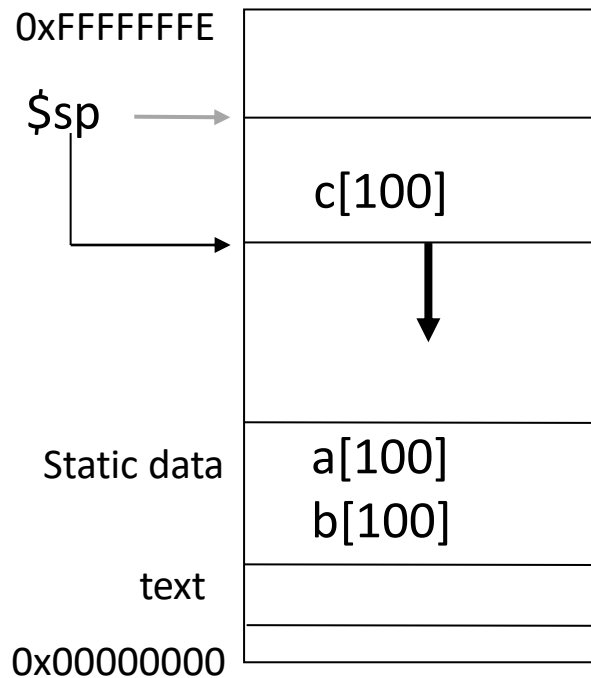 0xFFFFFFFE
$sp
c[100]
Static data
a[100]
b[100]
text
0x00000000